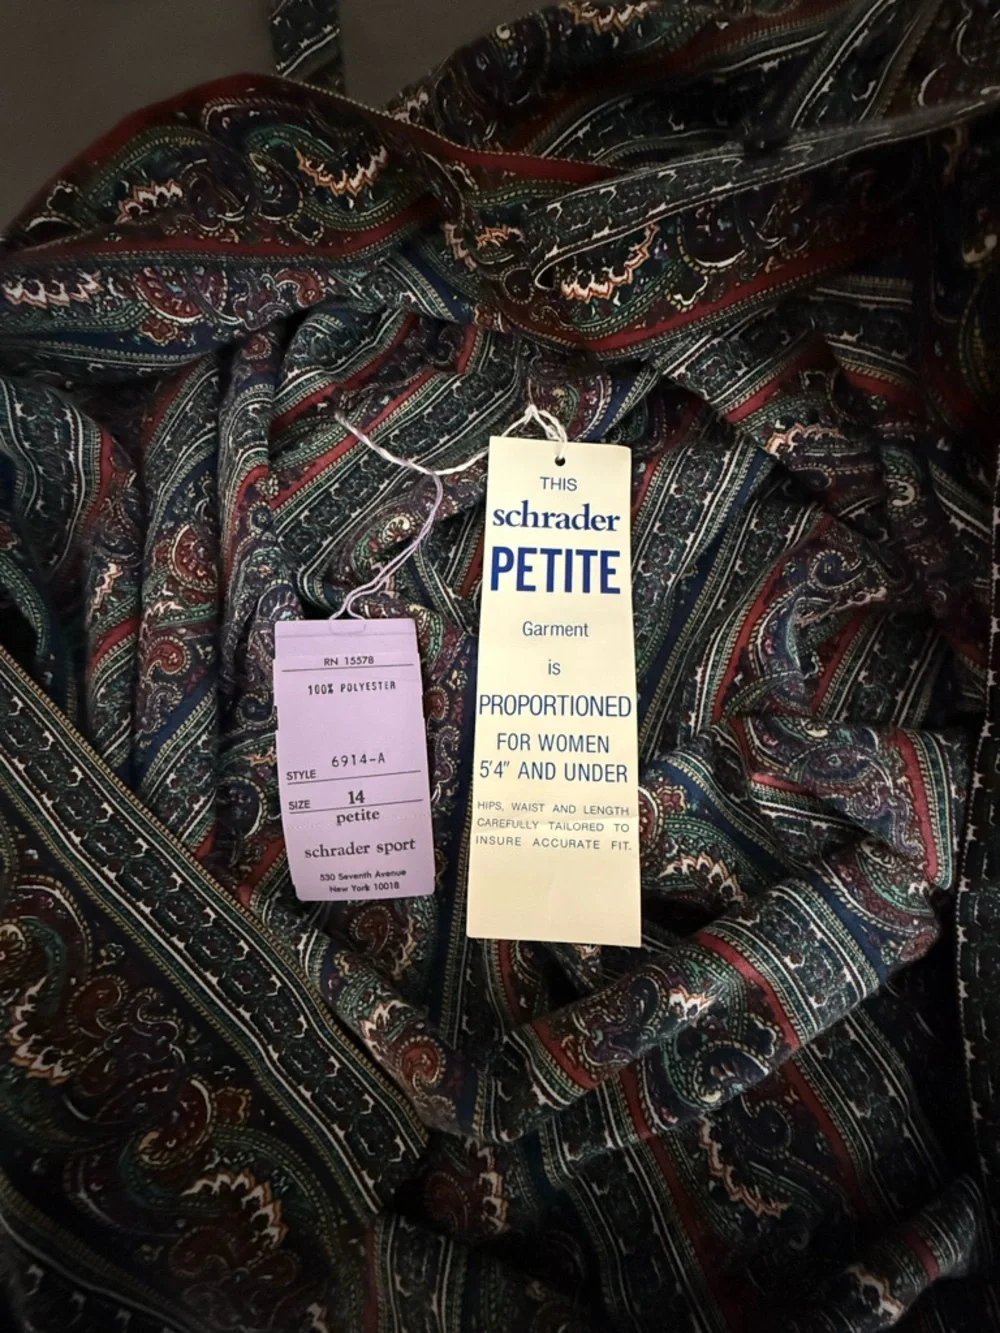 RN 15578
100% POLYESTER
STYLE 6914-A
SIZE 14
petite
schrader sport
530 Seventh Avenue
New York 10018
THIS
schrader
PETITE
Garment
is
PROPORTIONED
FOR WOMEN
5'4" AND UNDER
HIPS, WAIST AND LENGTH
CAREFULLY TAILORED TO
INSURE ACCURATE FIT.